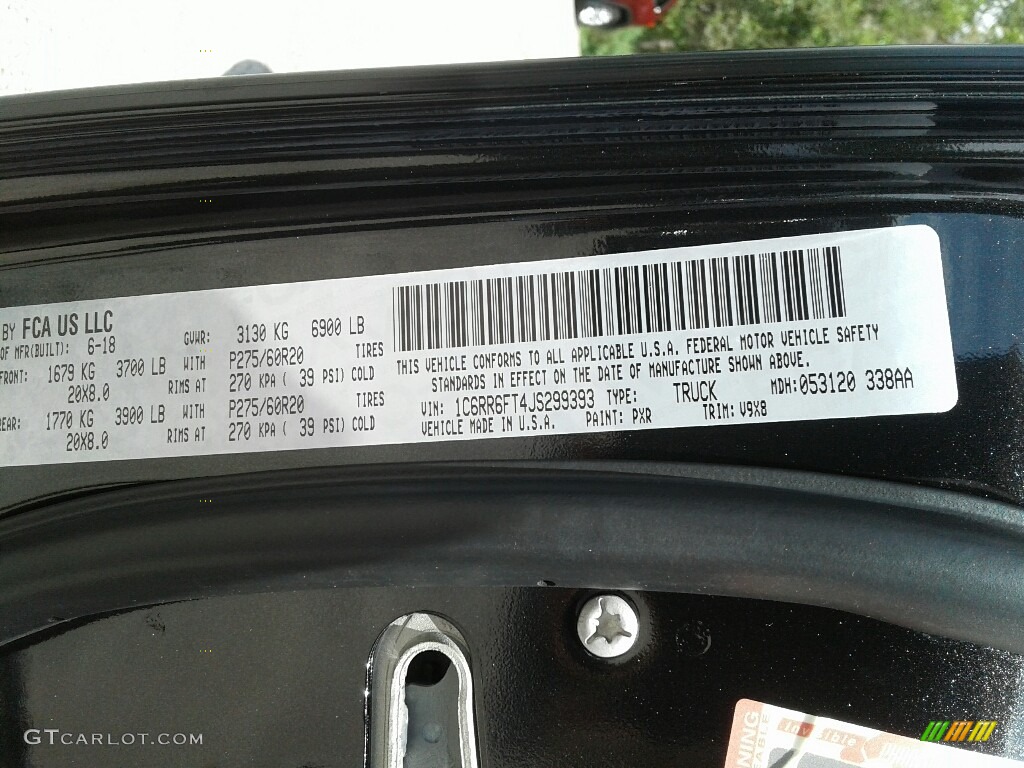 BY FCA US LLC
OF MFR(BUILT): 6-18
GVWR: 3130 KG 6900 LB
FRONT: 1679 KG 3700 LB WITH P275/60R20 TIRES
20X8.0 RIMS AT 270 KPA ( 39 PSI) COLD
REAR: 1770 KG 3900 LB WITH P275/60R20 TIRES
20X8.0 RIMS AT 270 KPA ( 39 PSI) COLD
THIS VEHICLE CONFORMS TO ALL APPLICABLE U.S.A. FEDERAL MOTOR VEHICLE SAFETY
STANDARDS IN EFFECT ON THE DATE OF MANUFACTURE SHOWN ABOVE.
VIN: 1C6RR6FT4JS299393 TYPE: TRUCK MDH: 053120 338AA
VEHICLE MADE IN U.S.A. PAINT: PXR TRIM: V9X8
Invisible
GTCARLOT.COM